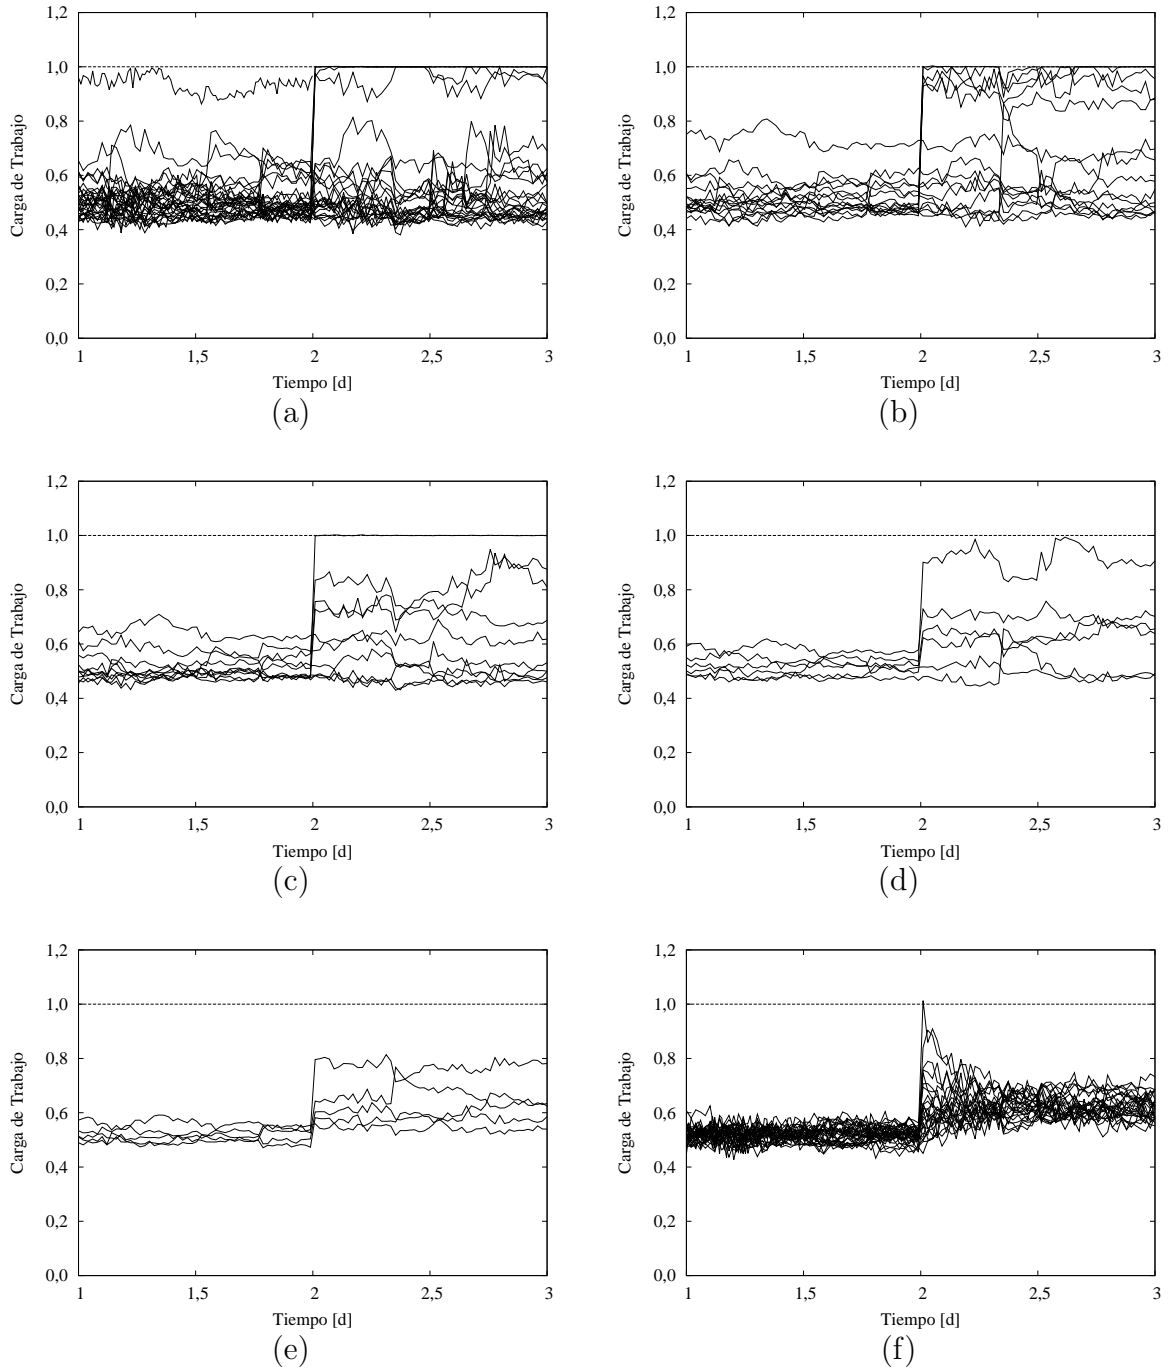 1,2
1,0
0,8
0,6
0,4
0,2
0,0
Carga de Trabajo
1 1,5 2 2,5 3
Tiempo [d]
(a)
1,2
1,0
0,8
0,6
0,4
0,2
0,0
Carga de Trabajo
1 1,5 2 2,5 3
Tiempo [d]
(b)
1,2
1,0
0,8
0,6
0,4
0,2
0,0
Carga de Trabajo
1 1,5 2 2,5 3
Tiempo [d]
(c)
1,2
1,0
0,8
0,6
0,4
0,2
0,0
Carga de Trabajo
1 1,5 2 2,5 3
Tiempo [d]
(d)
1,2
1,0
0,8
0,6
0,4
0,2
0,0
Carga de Trabajo
1 1,5 2 2,5 3
Tiempo [d]
(e)
1,2
1,0
0,8
0,6
0,4
0,2
0,0
Carga de Trabajo
1 1,5 2 2,5 3
Tiempo [d]
(f)